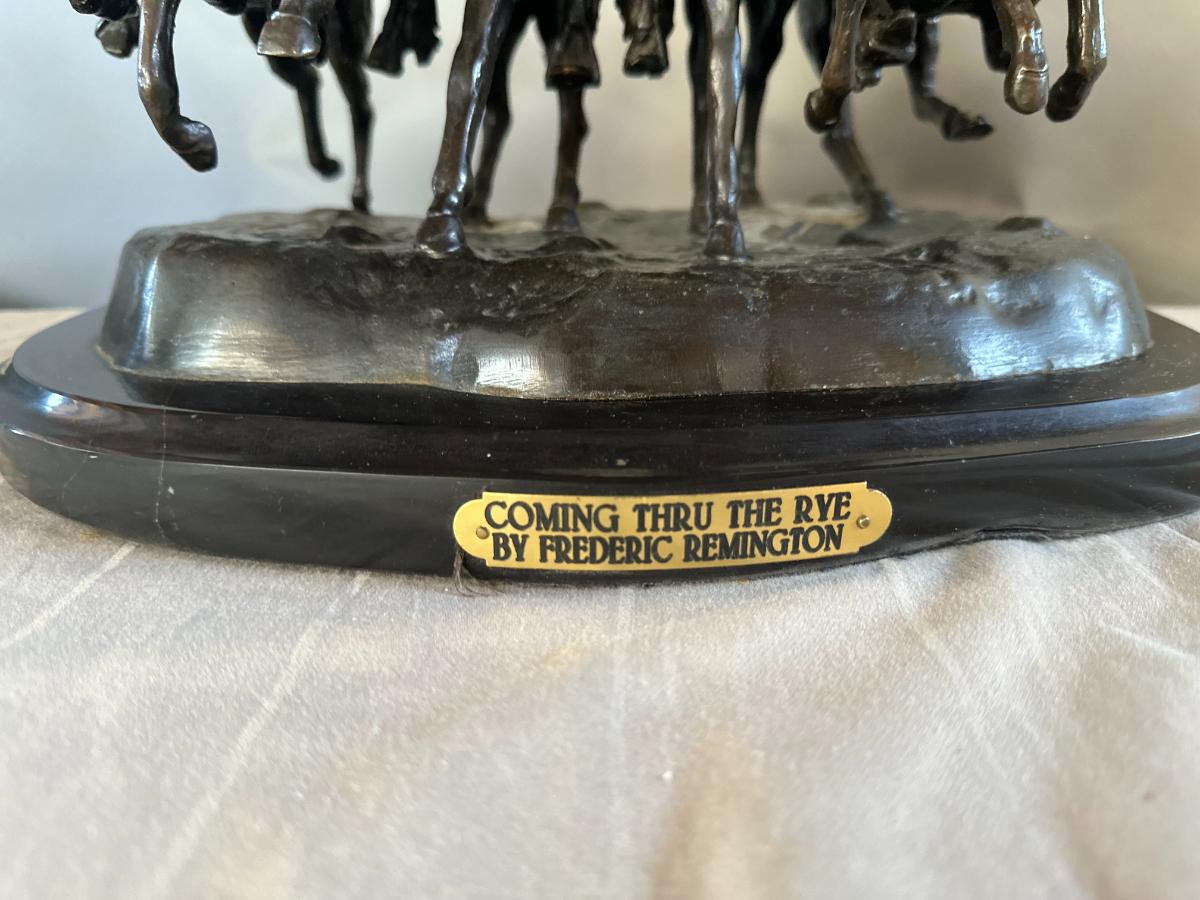 COMING THRU THE RYE
BY FREDERIC REMINGTON